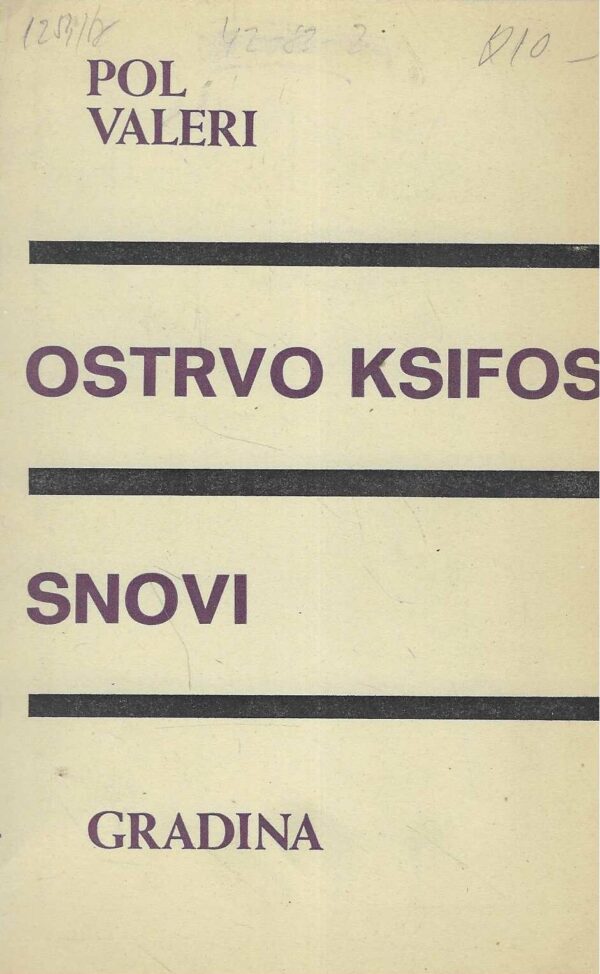 POL
VALERI
OSTRVO KSIFOS
SNOVI
GRADINA